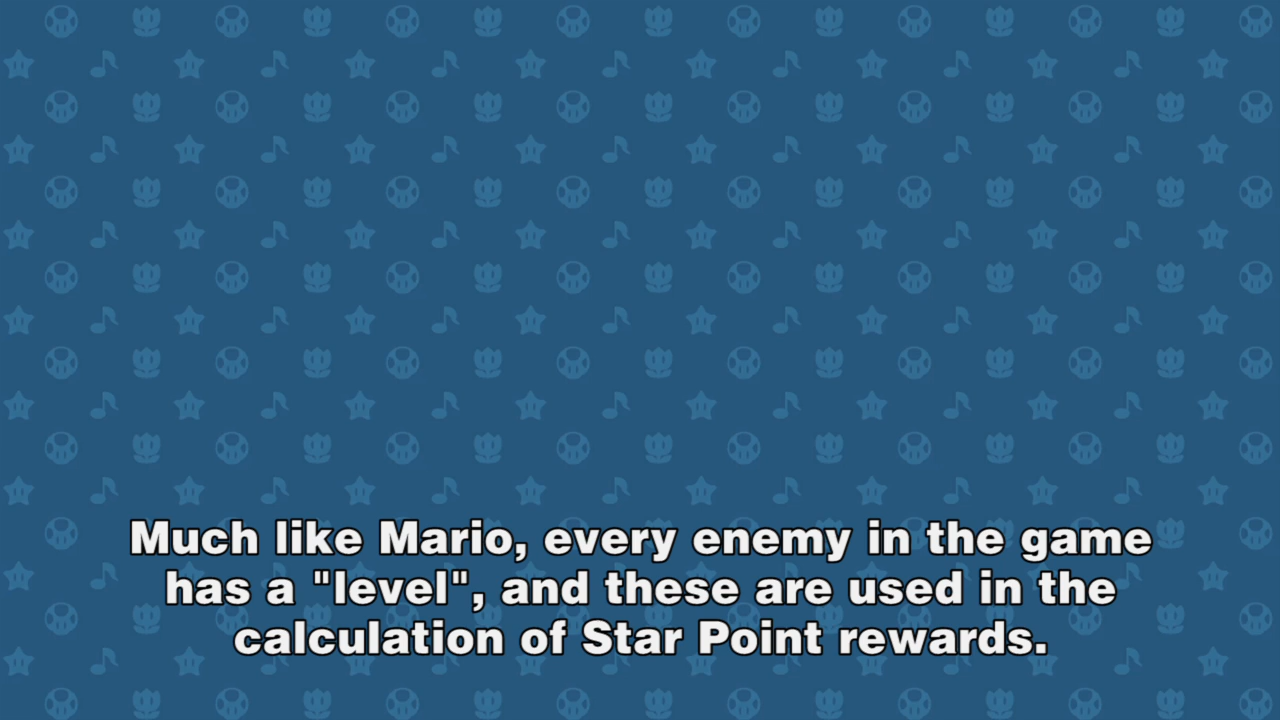 Much like Mario, every enemy in the game
has a "level", and these are used in the
calculation of Star Point rewards.